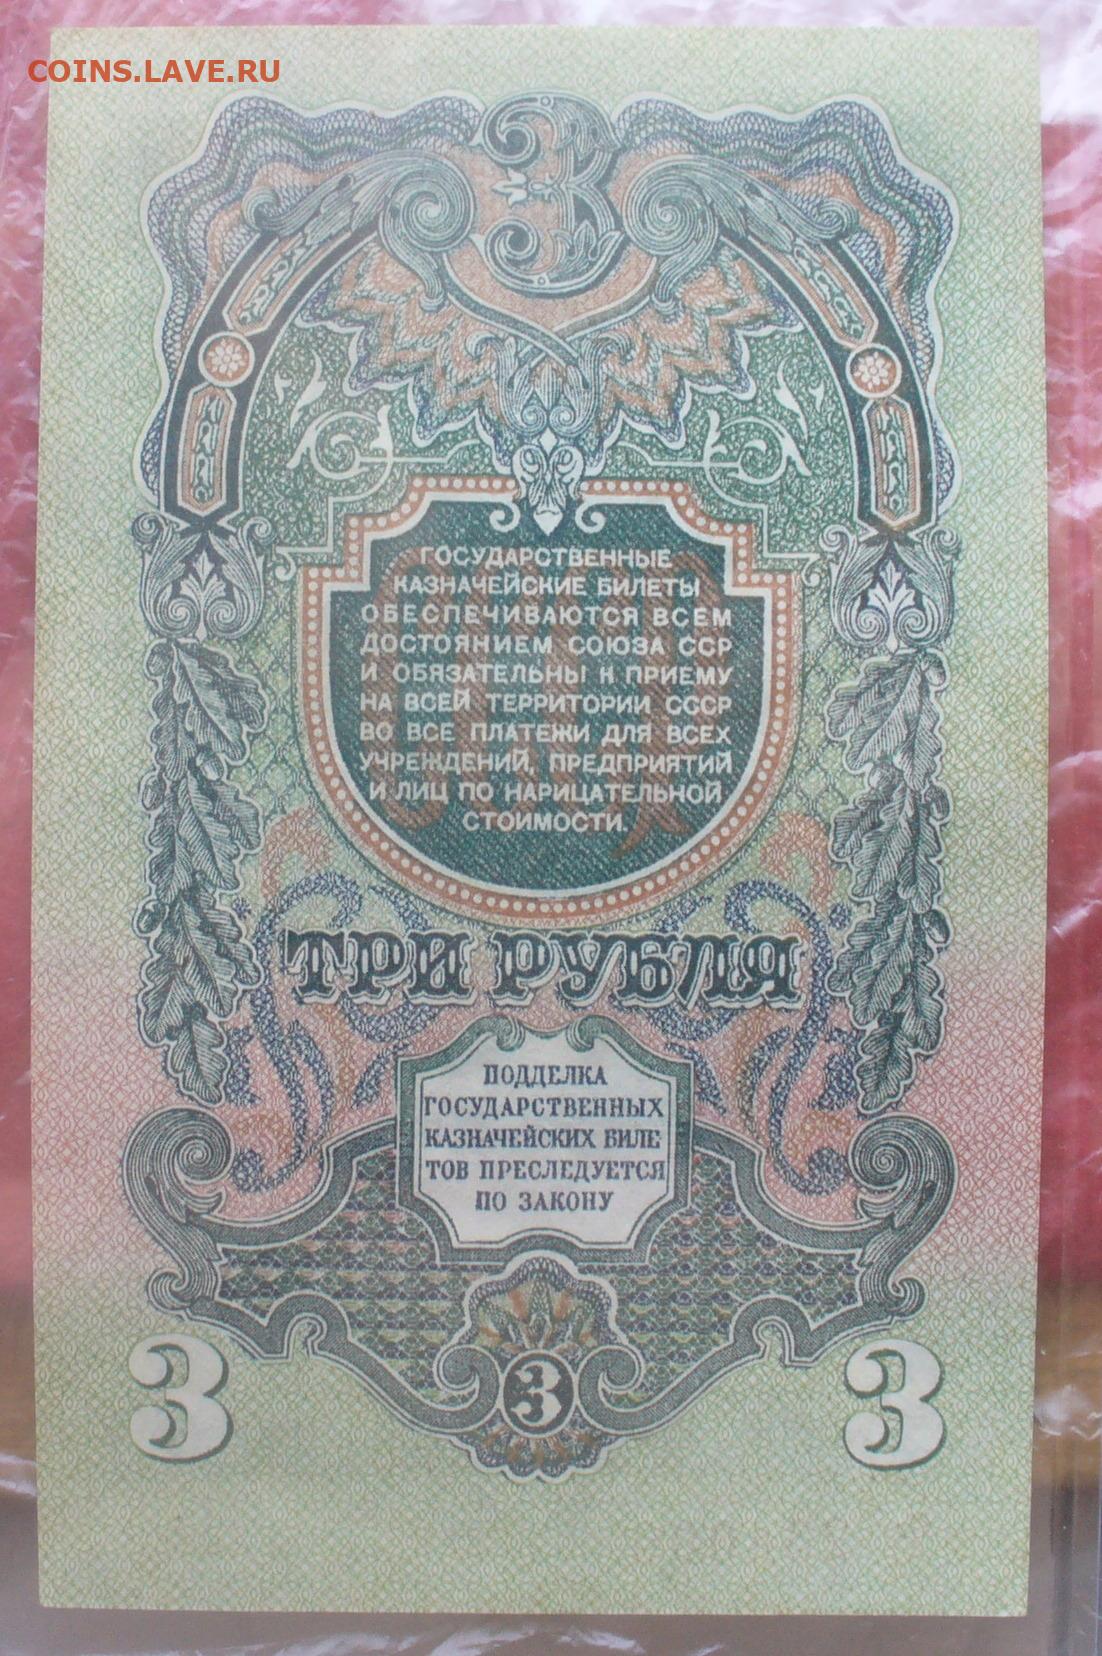 COINS.LAVE.RU
3
ГОСУДАРСТВЕННЫЕ
КАЗНАЧЕЙСКИЕ БИЛЕТЫ
ОБЕСПЕЧИВАЮТСЯ ВСЕМ
ДОСТОЯНИЕМ СОЮЗА ССР
И ОБЯЗАТЕЛЬНЫ К ПРИЕМУ
НА ВСЕЙ ТЕРРИТОРИИ СССР
ВО ВСЕ ПЛАТЕЖИ ДЛЯ ВСЕХ
УЧРЕЖДЕНИЙ, ПРЕДПРИЯТИЙ
И ЛИЦ ПО НАРИЦАТЕЛЬНОЙ
СТОИМОСТИ.
ТРИ РУБЛЯ
ПОДДЕЛКА
ГОСУДАРСТВЕННЫХ
КАЗНАЧЕЙСКИХ БИЛЕ
ТОВ ПРЕСЛЕДУЕТСЯ
ПО ЗАКОНУ
3 3 3